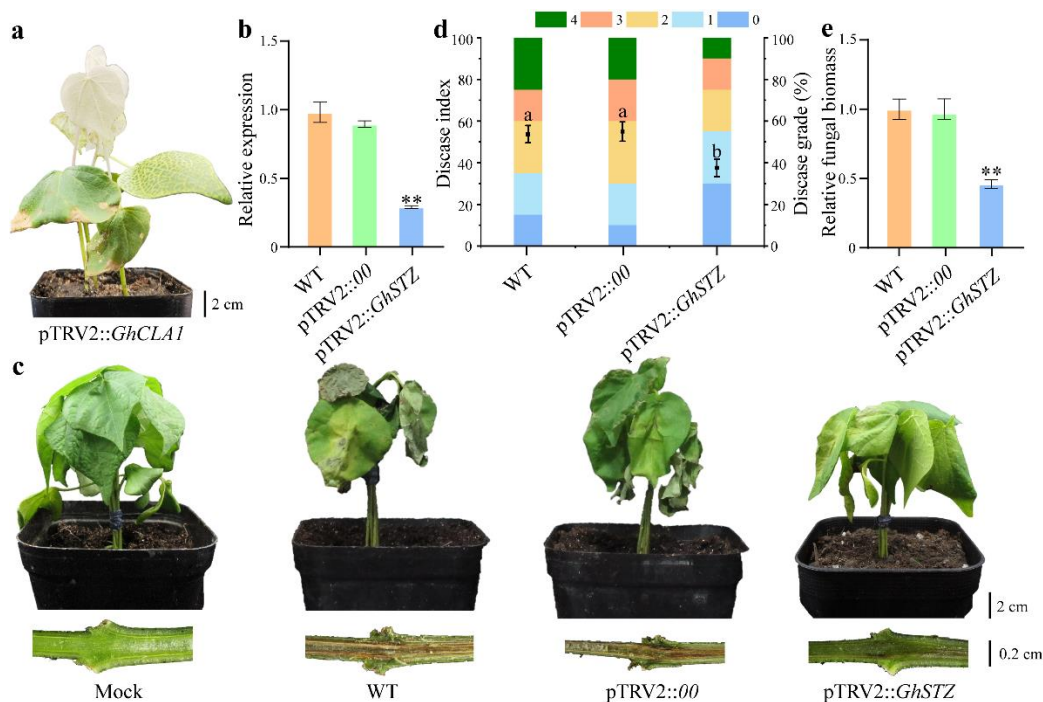 a
2 cm
pTRV2::GhCLA1
b
Relative expression
1.5
1.0
0.5
0
**
WT
pTRV2::00
pTRV2::GhSTZ
d
4 3 2 1 0
Discase index
100
80
60
40
20
0
a
a
b
100
80
60
40
20
0
Discase grade (%)
WT
pTRV2::00
pTRV2::GhSTZ
e
Relative fungal biomass
1.5
1.0
0.5
0
**
WT
pTRV2::00
pTRV2::GhSTZ
c
2 cm
0.2 cm
Mock
WT
pTRV2::00
pTRV2::GhSTZ